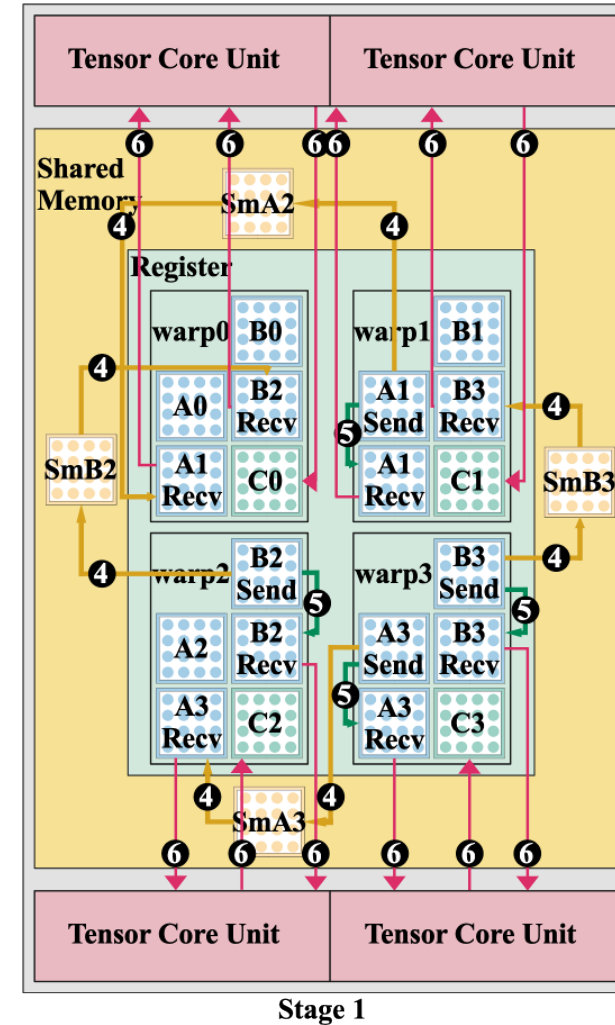 Tensor Core Unit
Tensor Core Unit
6 6 6 6 6 6
Shared
Memory
SmA2
4
4
Register
warp0
B0
warp1
B1
4
A0
B2
Recv
A1
Send
B3
Recv
4
5
SmB2
A1
Recv
C0
A1
Recv
C1
SmB3
4
warp2
B2
Send
warp3
B3
Send
4
5
5
A2
B2
Recv
A3
Send
B3
Recv
5
A3
Recv
C2
A3
Recv
C3
4
SmA3
4
6 6 6 6 6 6
Tensor Core Unit
Tensor Core Unit
Stage 1